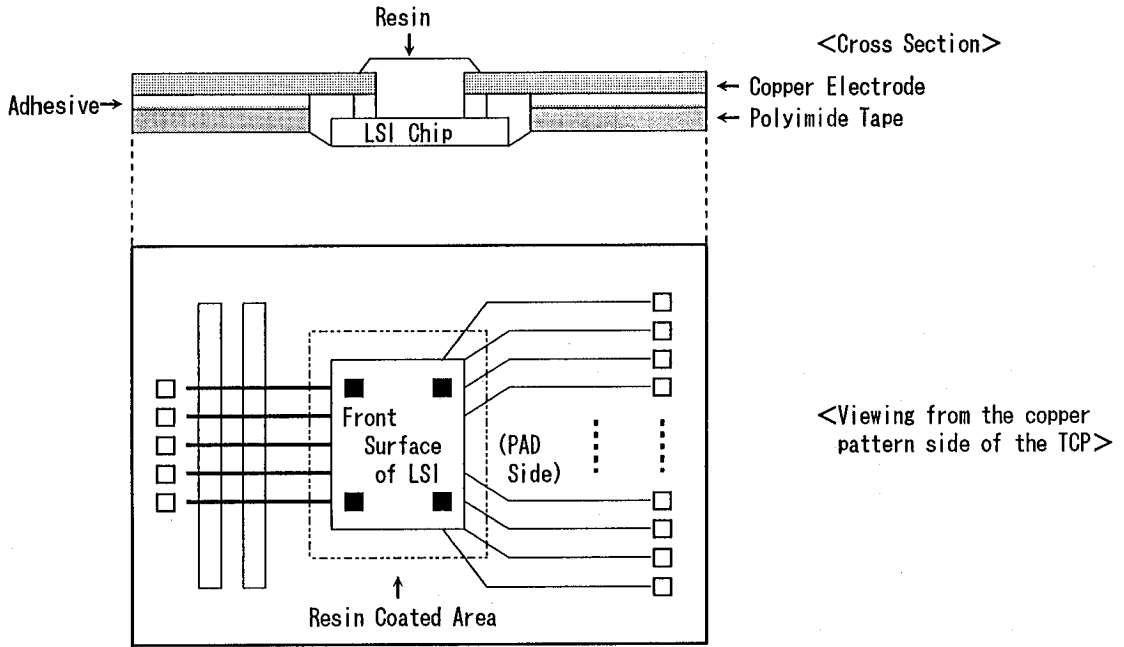 Resin
<Cross Section>
Copper Electrode
Adhesive
Polyimide Tape
LSI Chip
Front
Surface
of LSI
(PAD
Side)
<Viewing from the copper
pattern side of the TCP>
Resin Coated Area